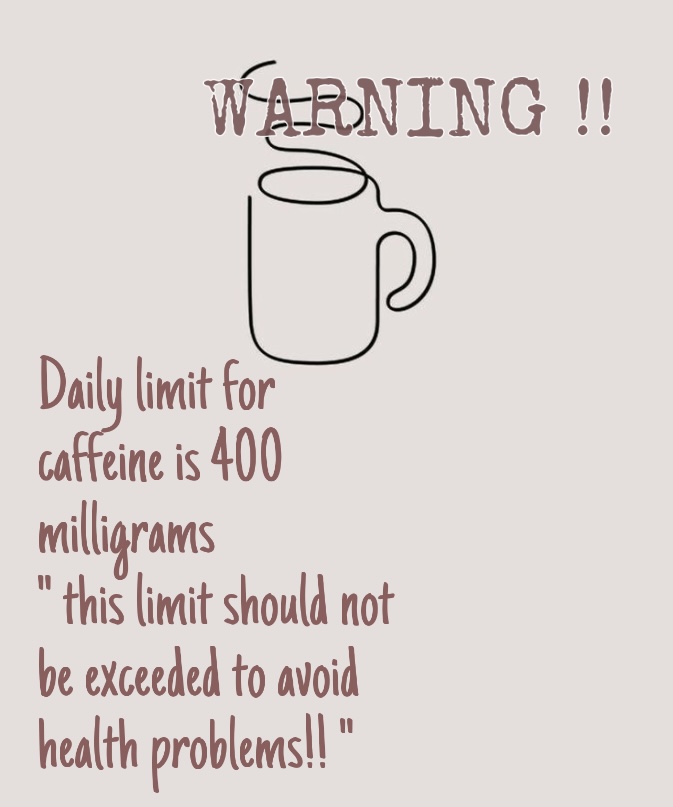 WARNING !!
Daily limit for
caffeine is 400
milligrams
" this limit should not
be exceeded to avoid
health problems!! "